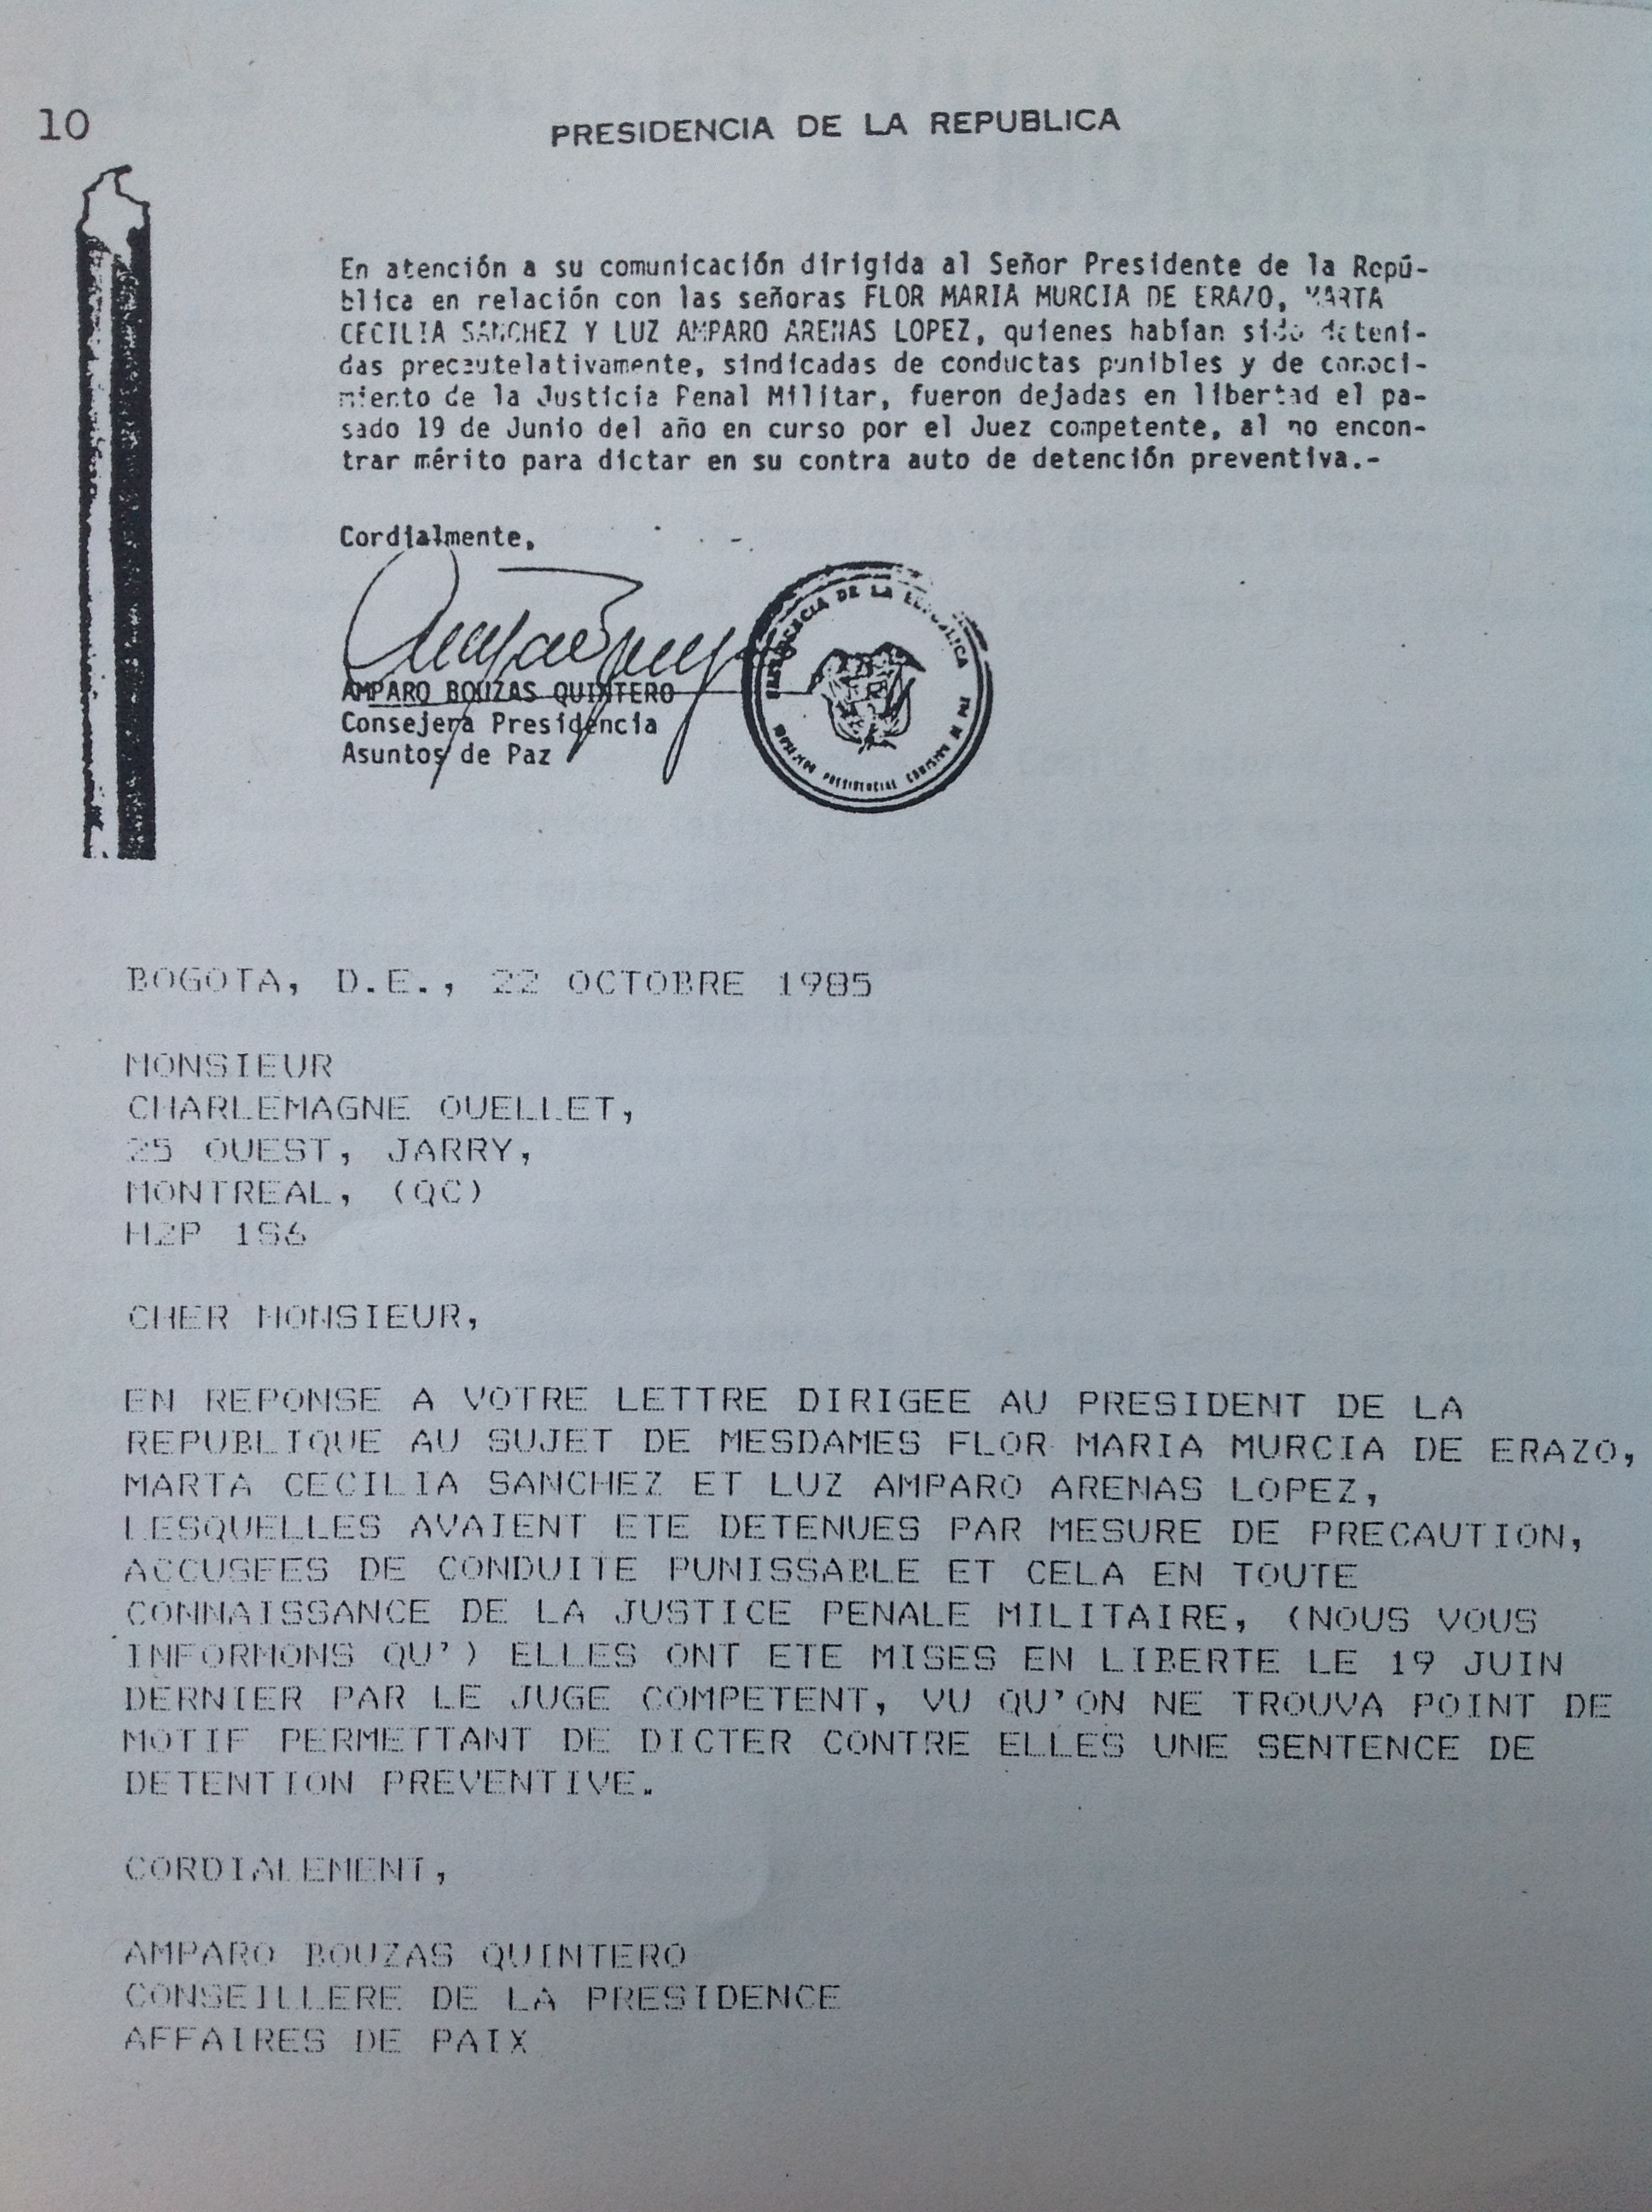 10
PRESIDENCIA DE LA REPUBLICA
En atención a su comunicación dirigida al Señor Presidente de la Repú-
blica en relación con las señoras FLOR MARIA MURCIA DE ERAZO, MARTA
CECILIA SANCHEZ Y LUZ AMPARO ARENAS LOPEZ, quienes habían sido deteni-
das precautelativamente, sindicadas de conductas punibles y de conoci-
miento de la Justicia Penal Militar, fueron dejadas en libertad el pa-
sado 19 de Junio del año en curso por el Juez competente, al no encon-
trar mérito para dictar en su contra auto de detención preventiva.-
Cordialmente,
DE LA REPUBLICA
AMPARO BOUZAS QUINTERO
Consejera Presidencia
Asuntos de Paz
BOGOTA, D.E., 22 OCTOBRE 1985
MONSIEUR
CHARLEMAGNE OUELLET,
25 OUEST, JARRY,
MONTREAL, (QC)
H2P 1S6
CHER MONSIEUR,
EN REPONSE A VOTRE LETTRE DIRIGEE AU PRESIDENT DE LA
REPUBLIQUE AU SUJET DE MESDAMES FLOR MARIA MURCIA DE ERAZO,
MARTA CECILIA SANCHEZ ET LUZ AMPARO ARENAS LOPEZ,
LESQUELLES AVAIENT ETE DETENUES PAR MESURE DE PRECAUTION,
ACCUSEES DE CONDUITE PUNISSABLE ET CELA EN TOUTE
CONNAISSANCE DE LA JUSTICE PENALE MILITAIRE, (NOUS VOUS
INFORMONS QU') ELLES ONT ETE MISES EN LIBERTE LE 19 JUIN
DERNIER PAR LE JUGE COMPETENT, VU QU'ON NE TROUVA POINT DE
MOTIF PERMETTANT DE DICTER CONTRE ELLES UNE SENTENCE DE
DETENTION PREVENTIVE.
CORDIALEMENT,
AMPARO BOUZAS QUINTERO
CONSEILLERE DE LA PRESIDENCE
AFFAIRES DE PAIX